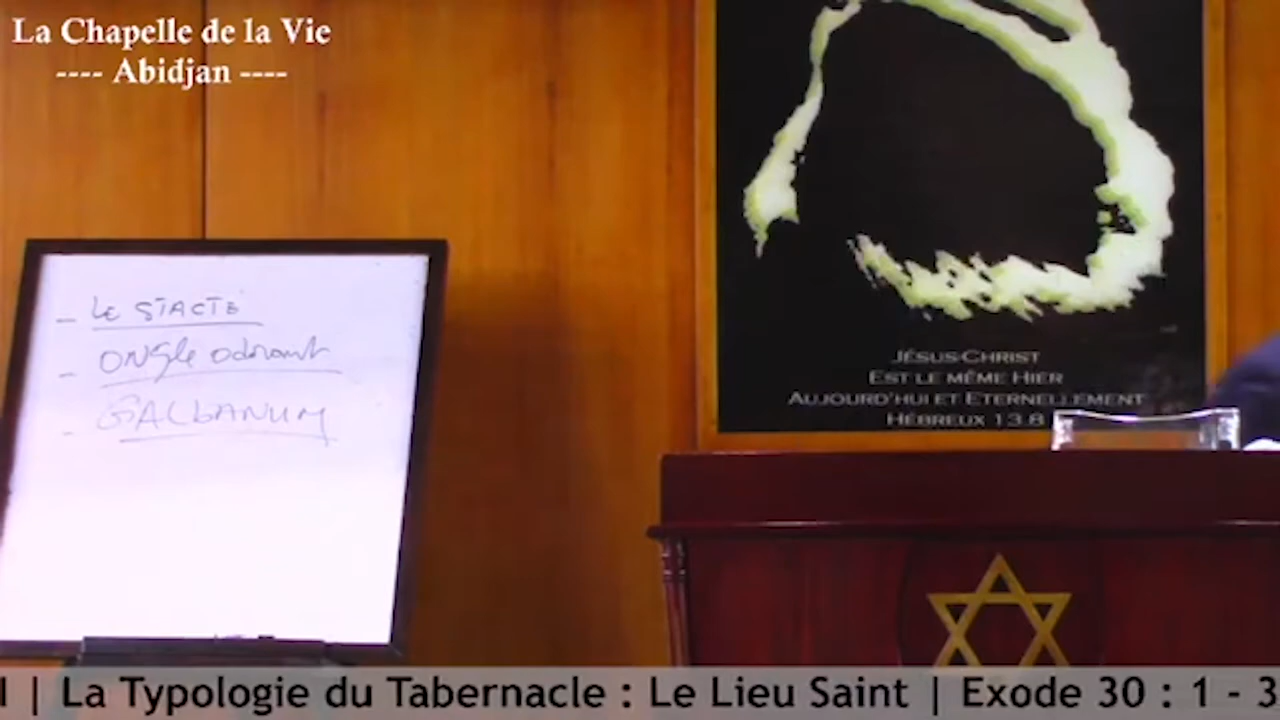 La Chapelle de la Vie
---- Abidjan ----
- LE STACTE
- ONGLE odorant
- GALBANUM
JÉSUS-CHRIST
EST LE MÊME HIER
AUJOURD'HUI ET ETERNELLEMENT
HÉBREUX 13.8
| La Typologie du Tabernacle : Le Lieu Saint | Exode 30 : 1 - 3